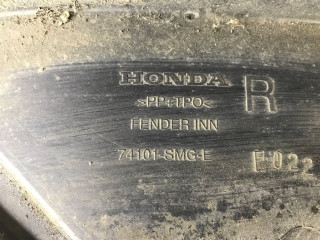 HONDA R
<PP+TPO>
FENDER INN
74101-SMG-E F022